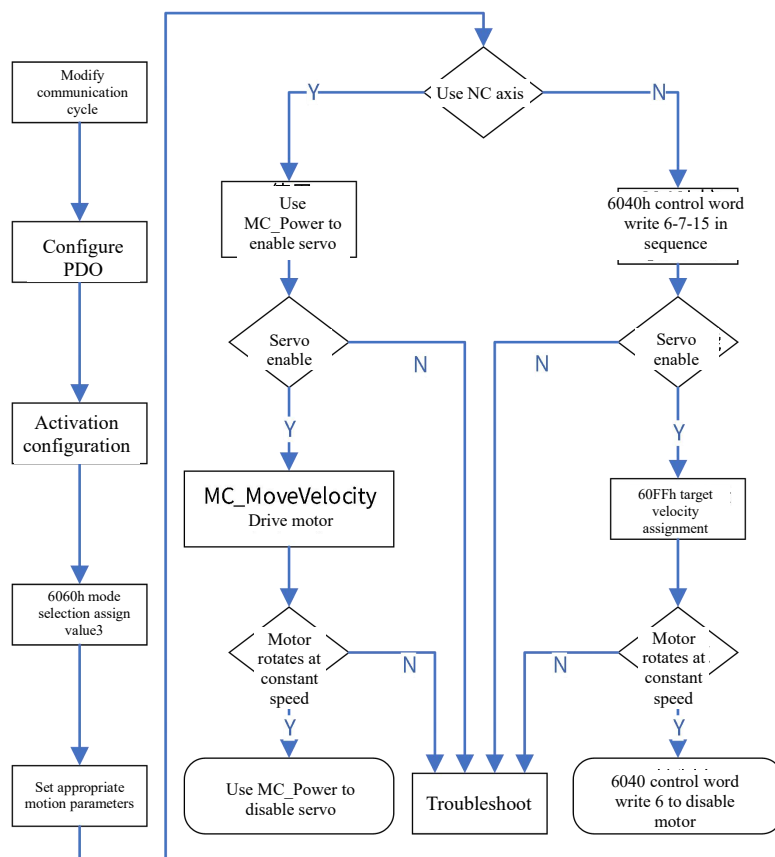 Modify
communication
cycle
Configure
PDO
Activation
configuration
6060h mode
selection assign
value3
Set appropriate
motion parameters
Use NC axis
Y
N
Use
MC_Power to
enable servo
Servo
enable
N
Y
MC_MoveVelocity
Drive motor
Motor
rotates at
constant
speed
N
Y
Use MC_Power to
disable servo
Troubleshoot
6040h control word
write 6-7-15 in
sequence
Servo
enable
N
Y
60FFh target
velocity
assignment
Motor
rotates at
constant
speed
N
Y
6040 control word
write 6 to disable
motor